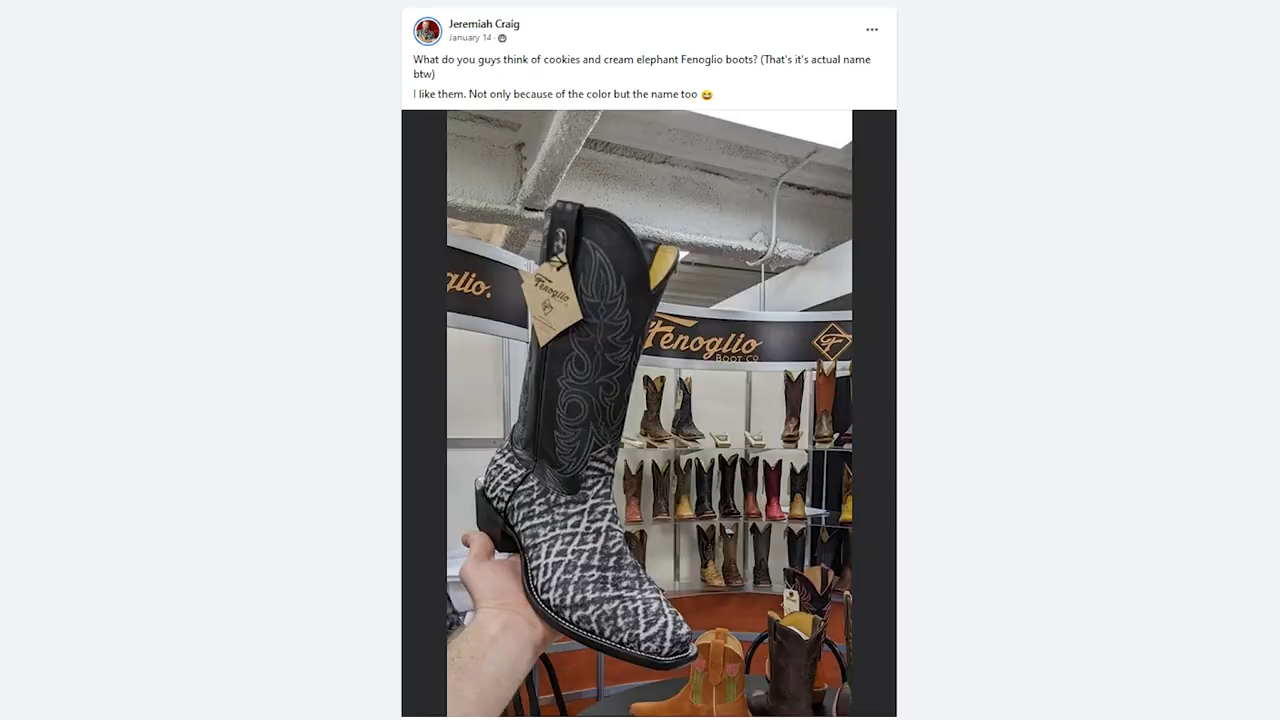 Jeremiah Craig
January 14 ·
What do you guys think of cookies and cream elephant Fenoglio boots? (That's it's actual name
btw)
I like them. Not only because of the color but the name too 😂
glio.
Fenoglio
Fenoglio
BOOT CO
F